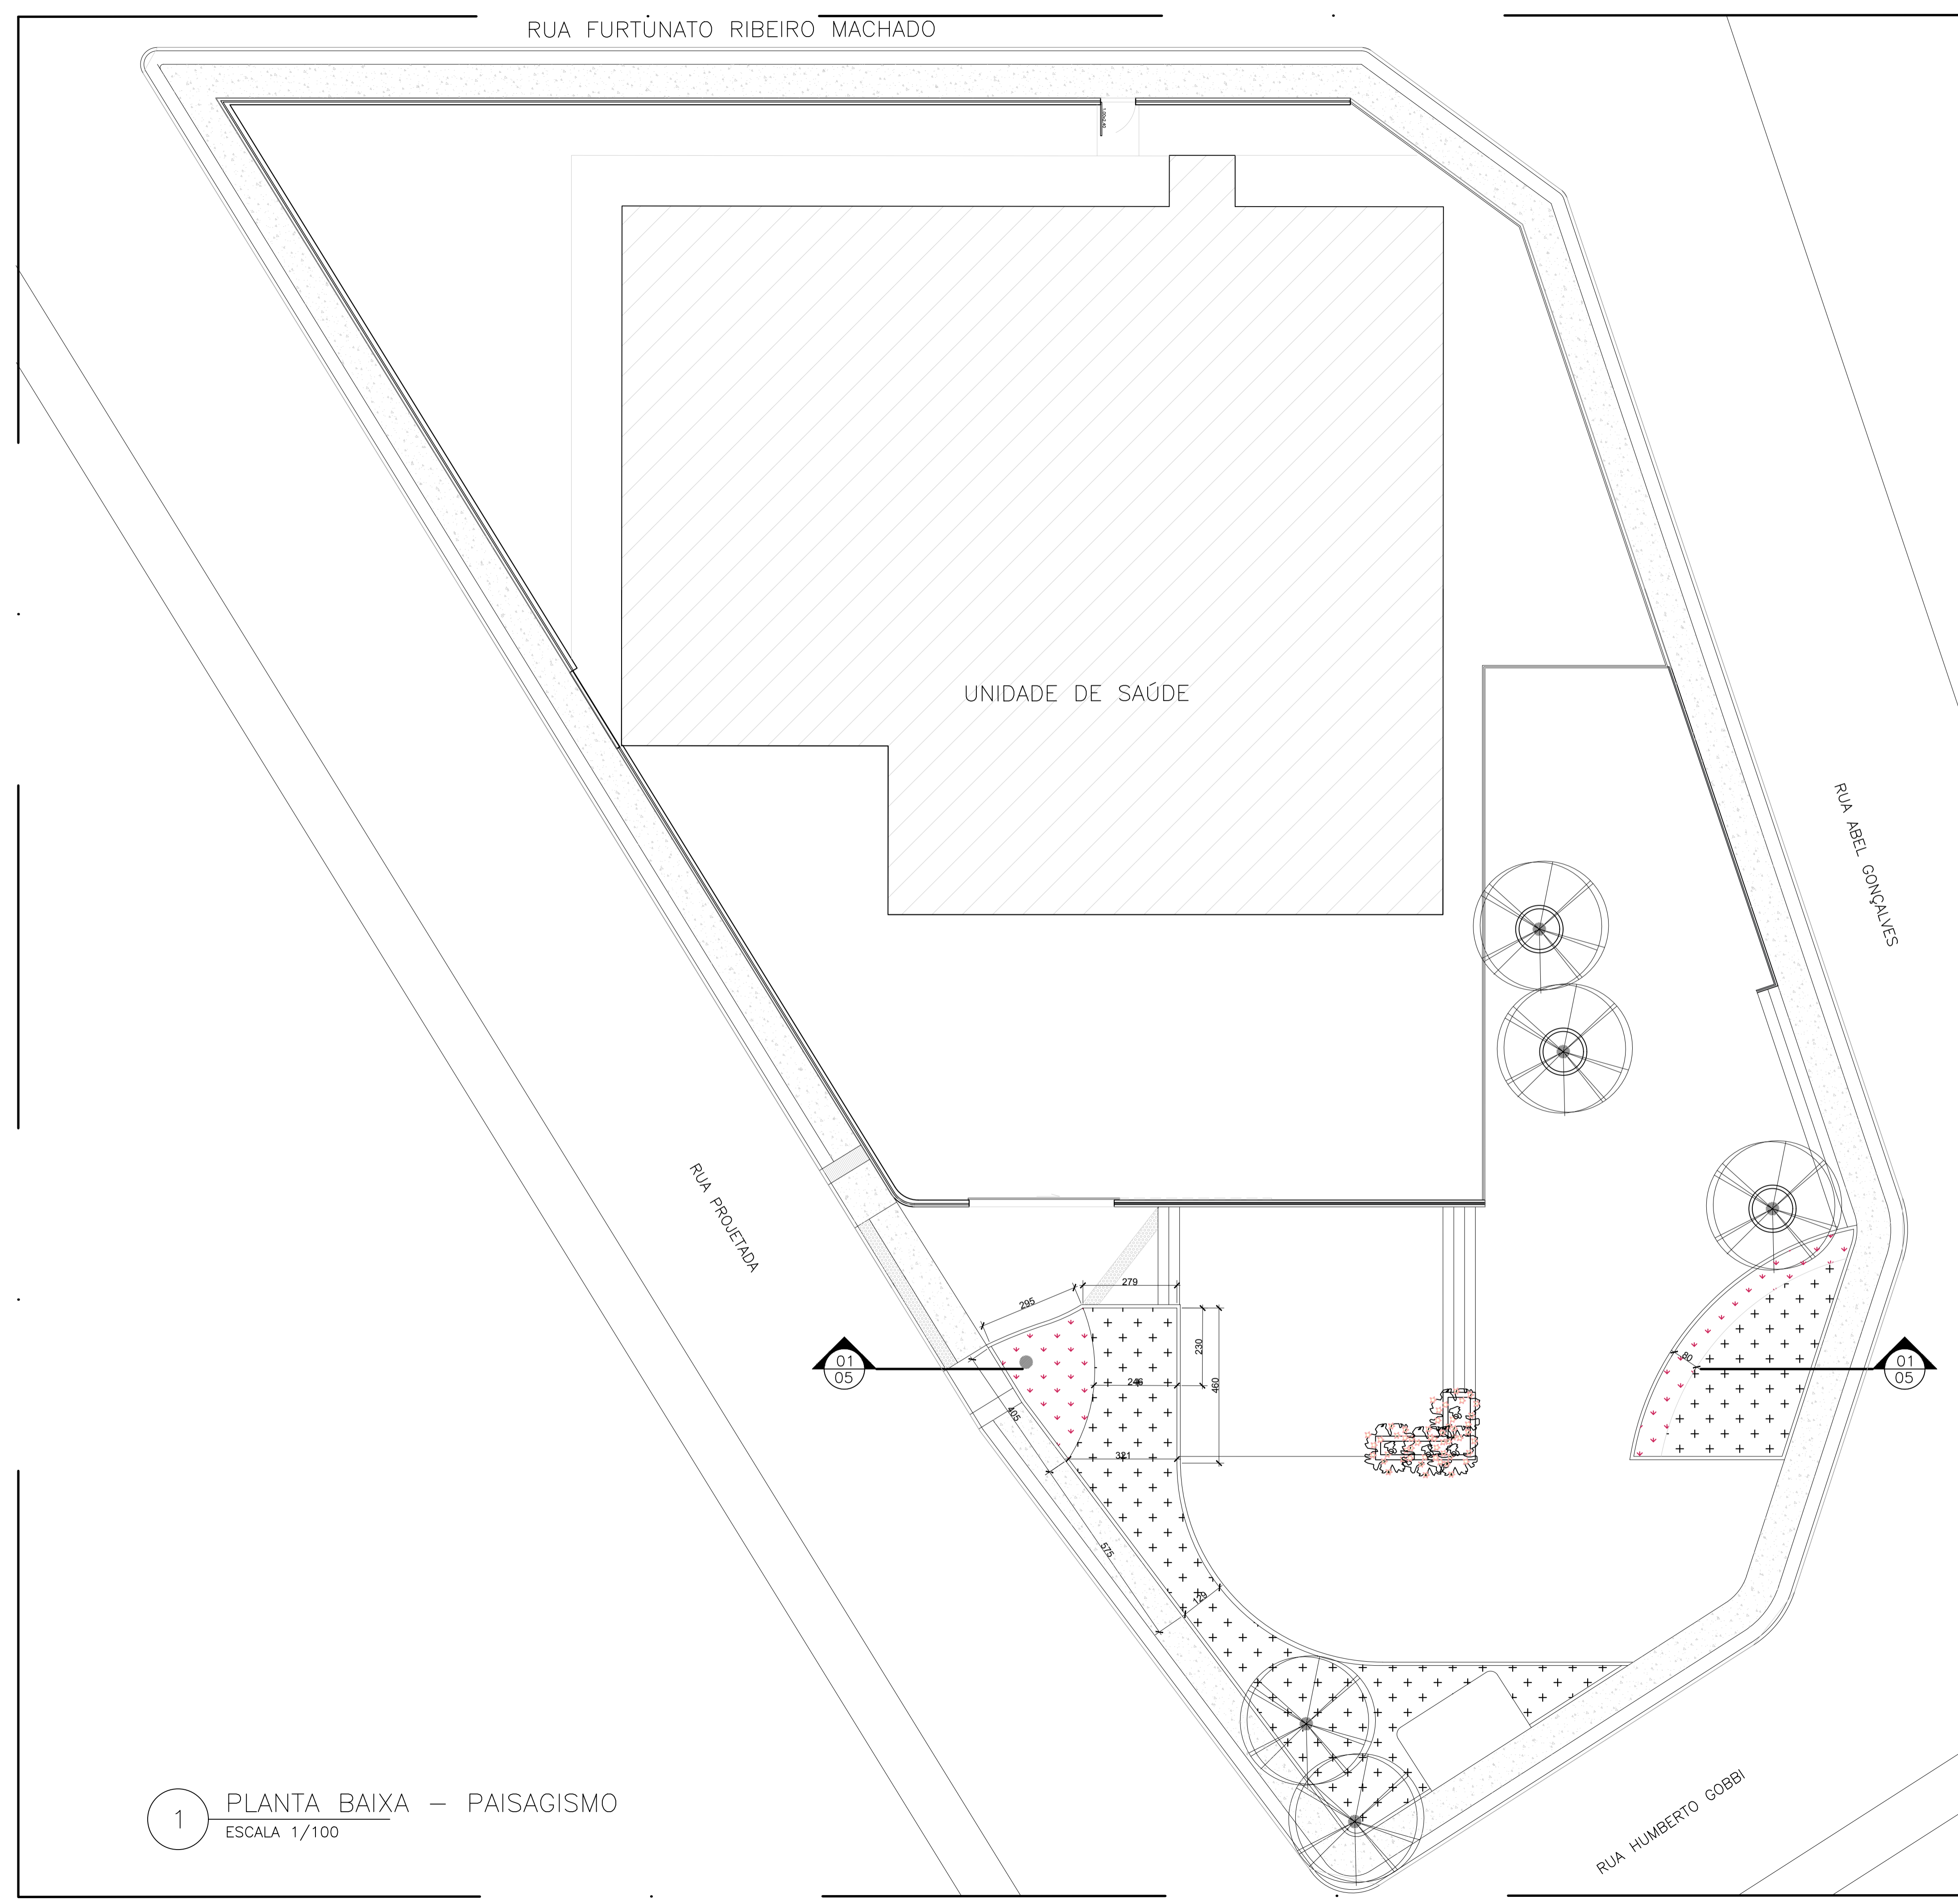 RUA FURTUNATO RIBEIRO MACHADO
UNIDADE DE SAÚDE
RUA ABEL GONÇALVES
RUA PROJETADA
279
295
230
01
05
01
05
80
246
460
405
321
575
129
1
PLANTA BAIXA – PAISAGISMO
ESCALA 1/100
RUA HUMBERTO GOBBI